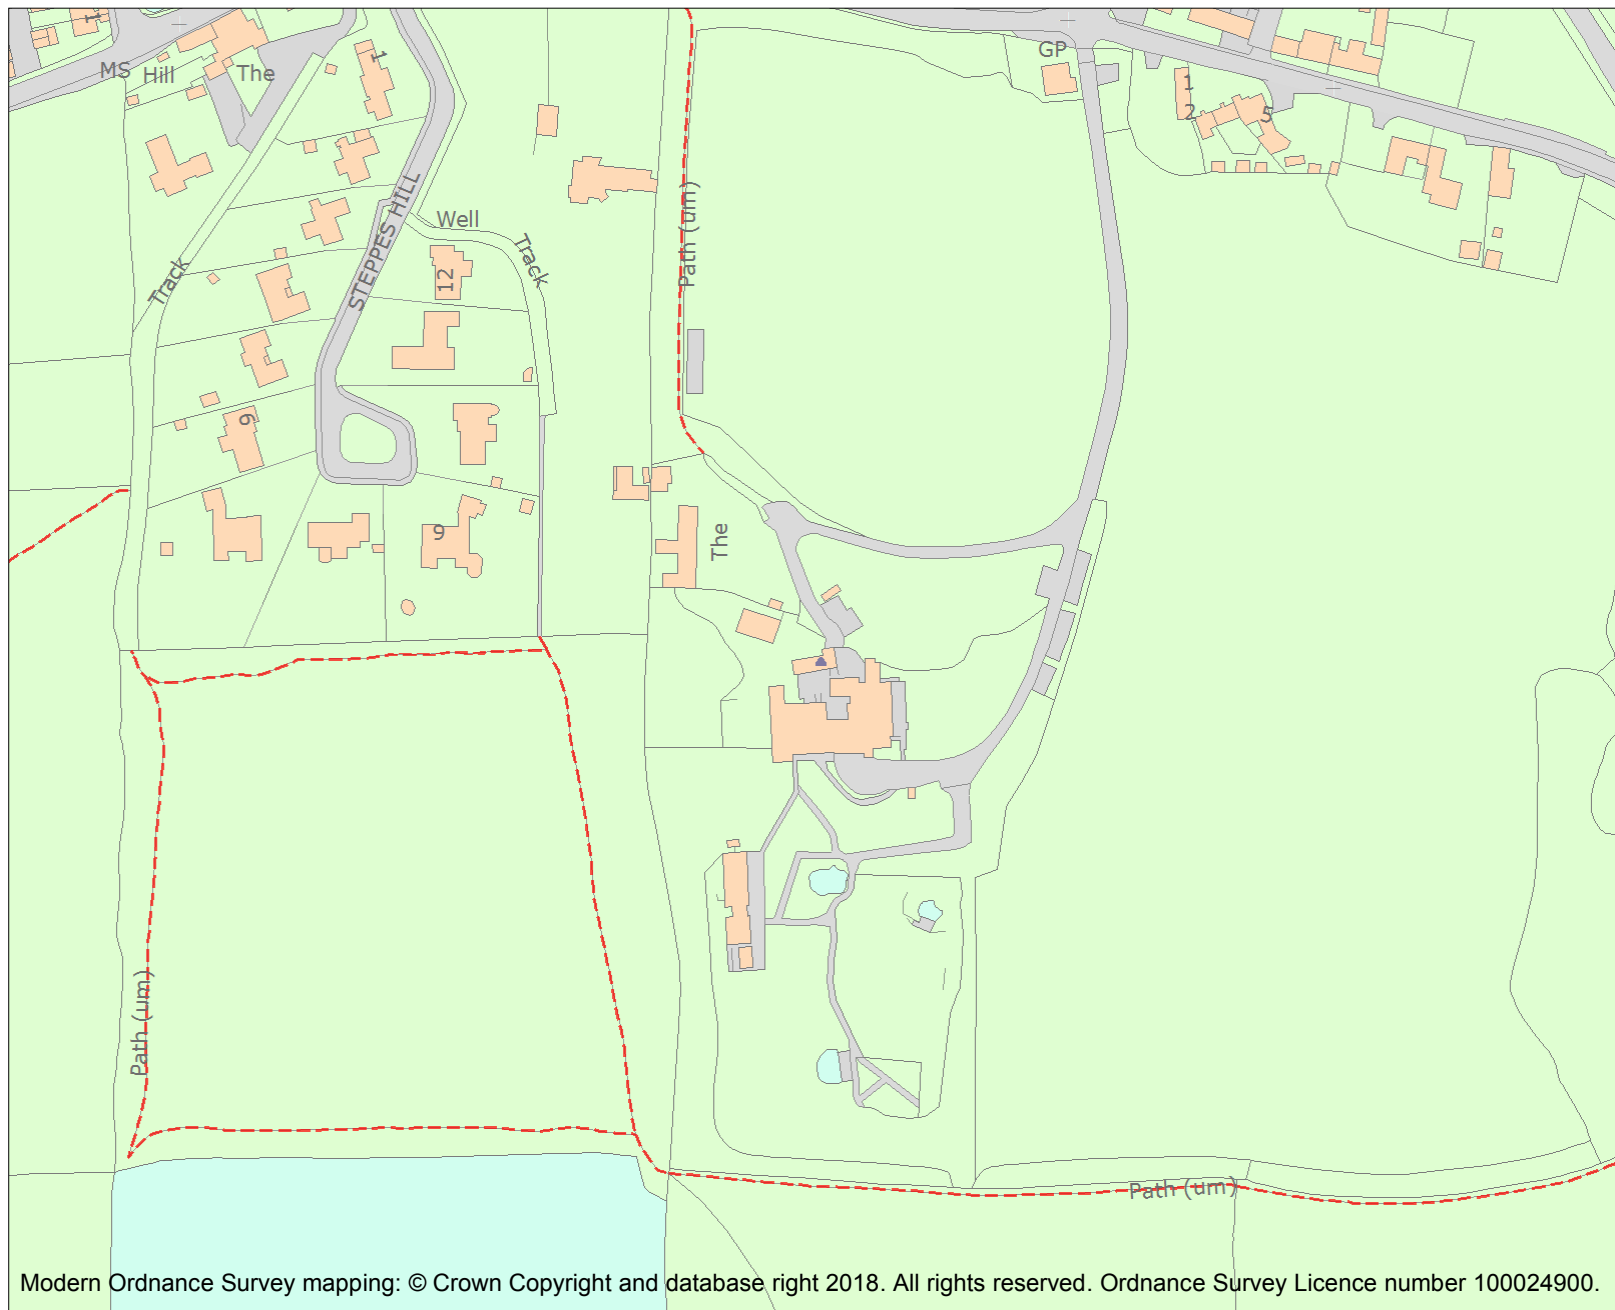 1
MS
Hill
The
1
GP
1
2
5
STEPPES HILL
Well
Track
Track
12
Path (um)
9
9
The
Path (um)
Path (um)
Modern Ordnance Survey mapping: © Crown Copyright and database right 2018. All rights reserved. Ordnance Survey Licence number 100024900.